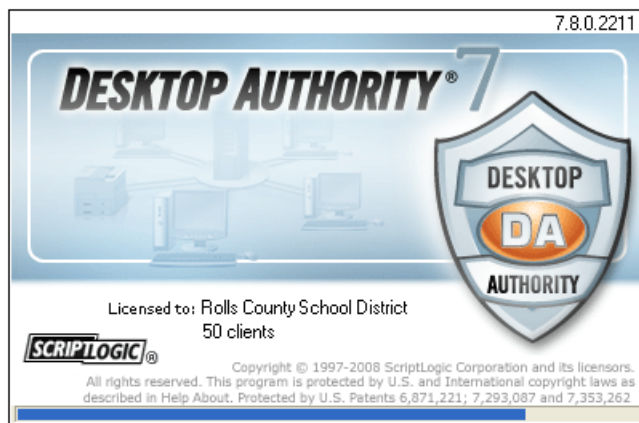 7.8.0.2211
DESKTOP AUTHORITY® 7
DESKTOP
DA
AUTHORITY
Licensed to: Rolls County School District
50 clients
SCRIPTLOGIC®
Copyright © 1997-2008 ScriptLogic Corporation and its licensors.
All rights reserved. This program is protected by U.S. and International copyright laws as
described in Help About. Protected by U.S. Patents 6,871,221; 7,293,087 and 7,353,262